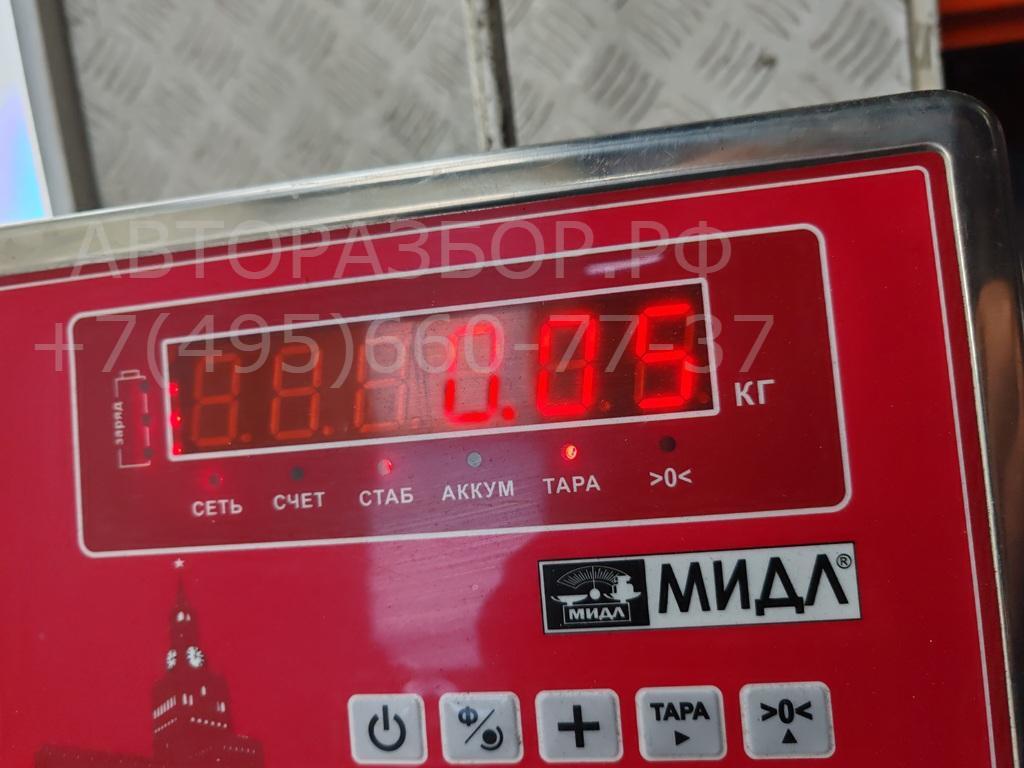 АВТОРАЗБОР.РФ
+7(495)660-77-37
0.05
КГ
заряд
СЕТЬ СЧЕТ СТАБ АККУМ ТАРА >0<
МИДЛ МИДЛ®
Ф
+
ТАРА
>0<